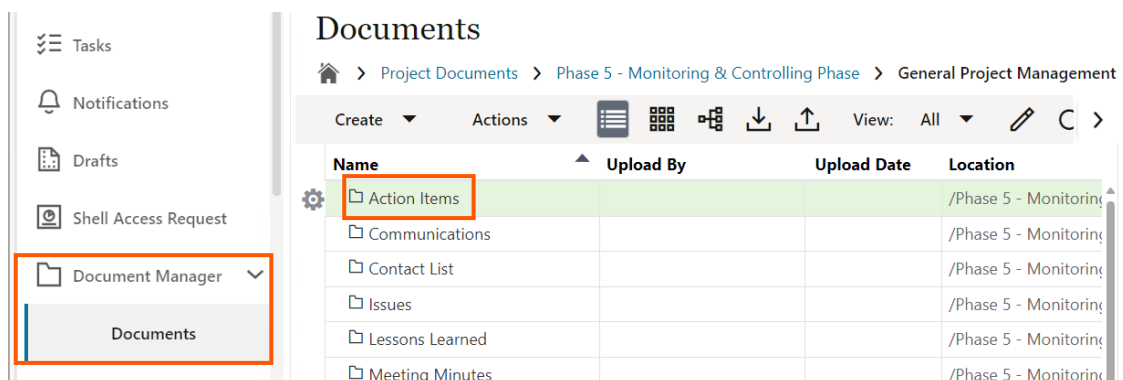 Tasks
Notifications
Drafts
Shell Access Request
Document Manager
Documents
Documents
Project Documents > Phase 5 - Monitoring & Controlling Phase > General Project Management
Create Actions View: All
Name Upload By Upload Date Location
Action Items /Phase 5 - Monitoring
Communications /Phase 5 - Monitoring
Contact List /Phase 5 - Monitoring
Issues /Phase 5 - Monitoring
Lessons Learned /Phase 5 - Monitoring
Meeting Minutes /Phase 5 - Monitoring